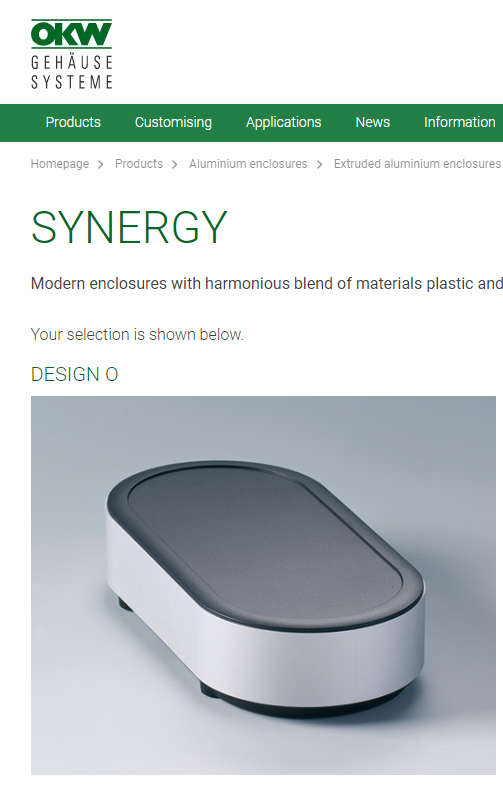 OKW
GEHÄUSE
SYSTEME
Products Customising Applications News Information
Homepage > Products > Aluminium enclosures > Extruded aluminium enclosures
SYNERGY
Modern enclosures with harmonious blend of materials plastic and
Your selection is shown below.
DESIGN O